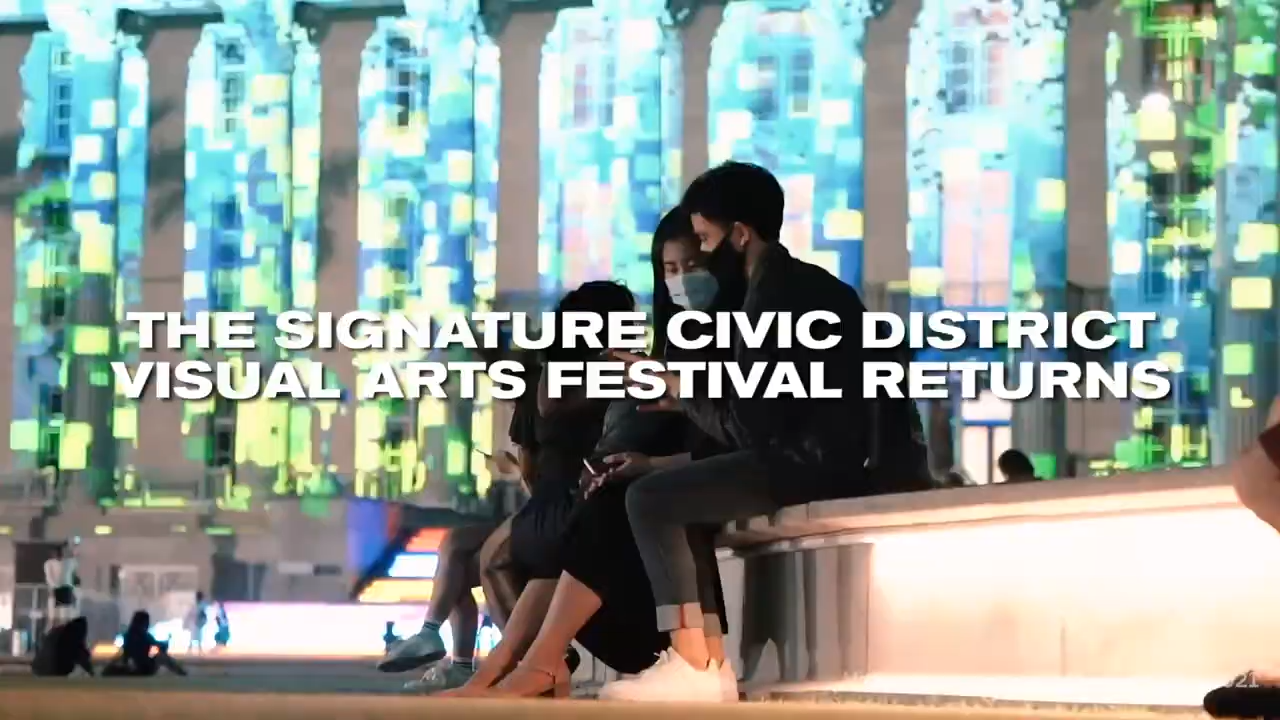 THE SIGNATURE CIVIC DISTRICT
VISUAL ARTS FESTIVAL RETURNS